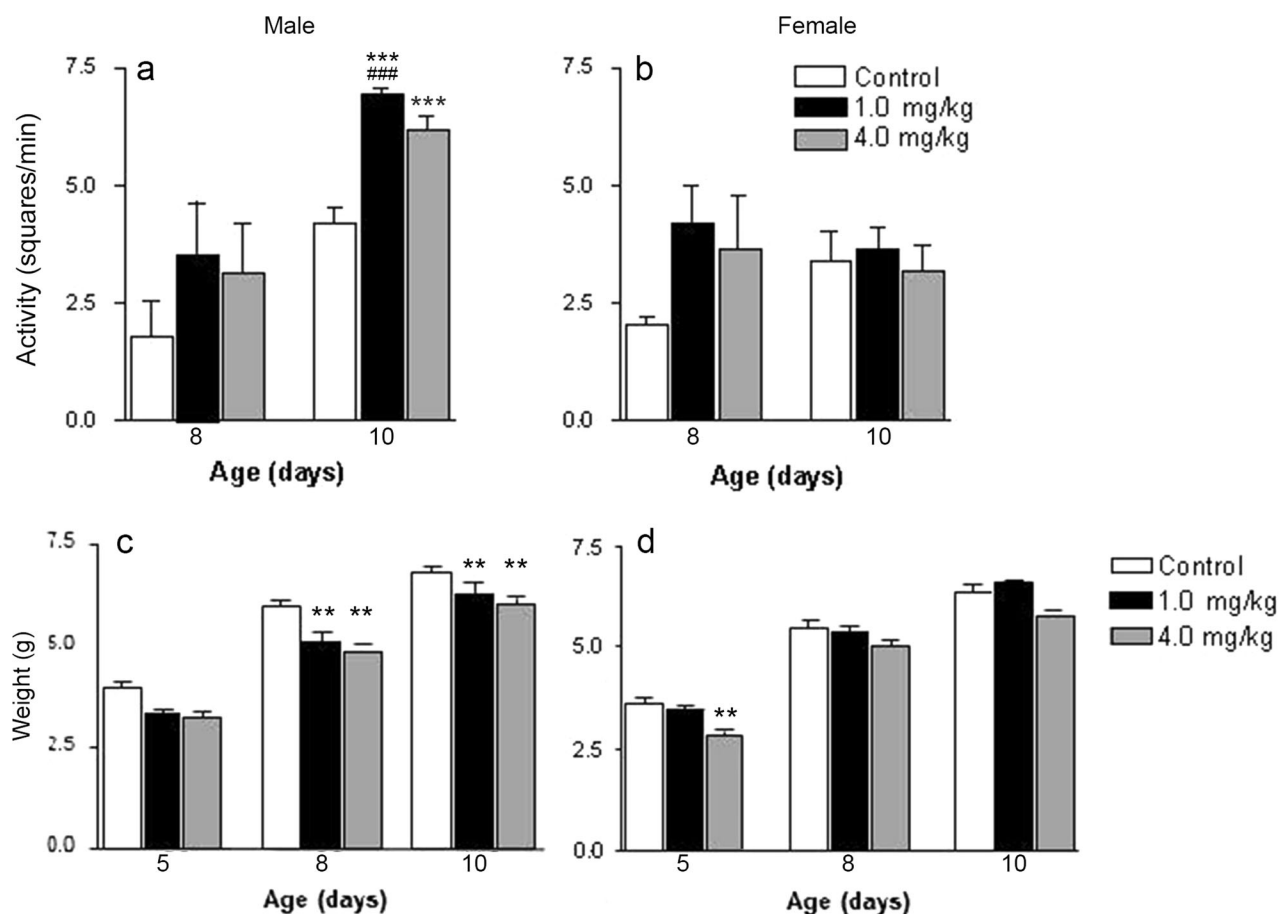 Male
Female
a
b
***
###
***
7.5
5.0
2.5
0.0
Activity (squares/min)
8
10
Age (days)
7.5
5.0
2.5
0.0
Control
1.0 mg/kg
4.0 mg/kg
8
10
Age (days)
c
7.5
5.0
2.5
0.0
Weight (g)
**
**
**
**
5
8
10
Age (days)
d
7.5
5.0
2.5
0.0
**
Control
1.0 mg/kg
4.0 mg/kg
5
8
10
Age (days)